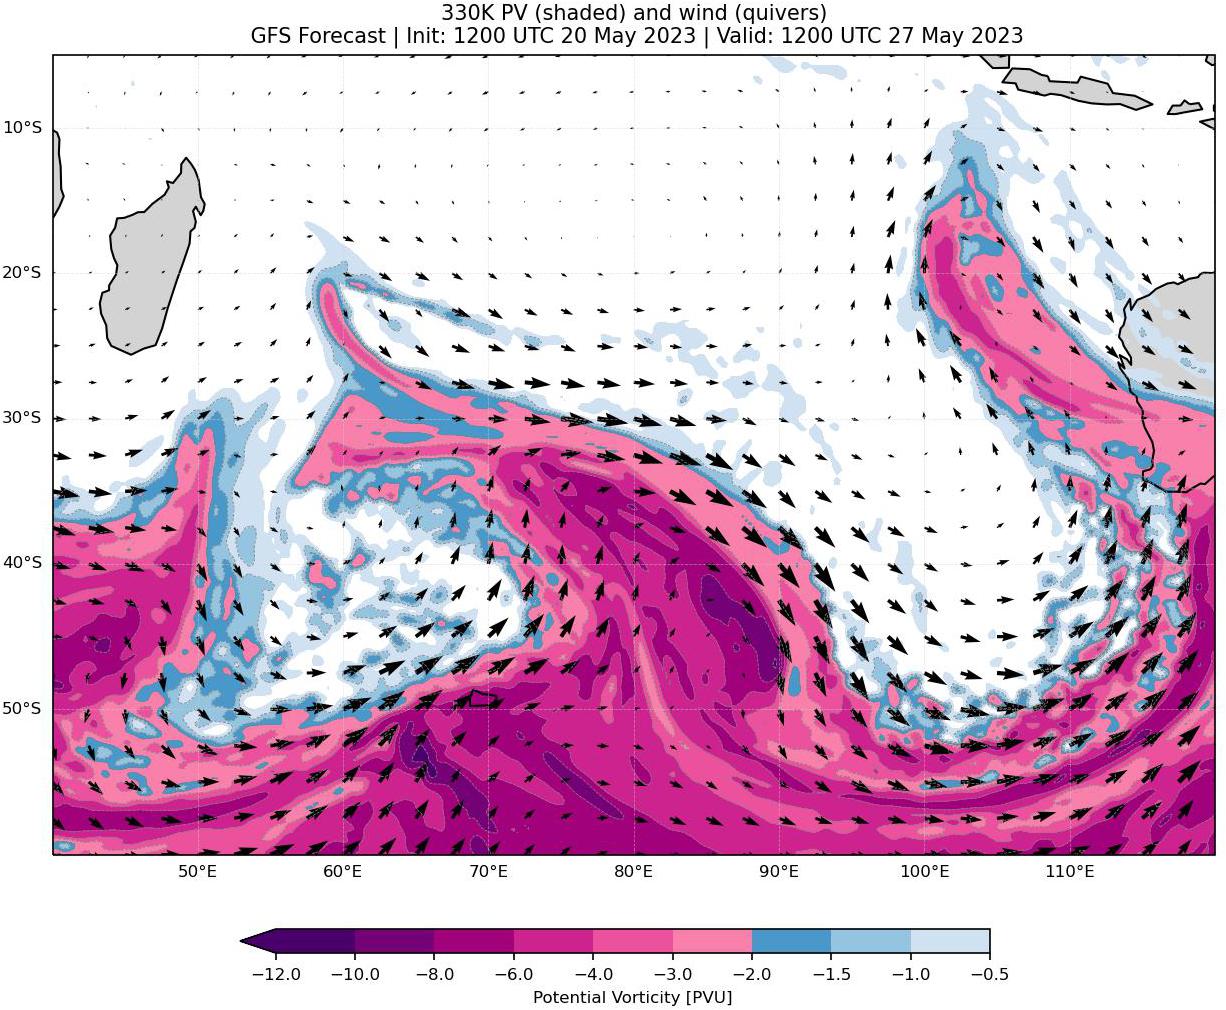 330K PV (shaded) and wind (quivers)
GFS Forecast | Init: 1200 UTC 20 May 2023 | Valid: 1200 UTC 27 May 2023
10°S
20°S
30°S
40°S
50°S
50°E 60°E 70°E 80°E 90°E 100°E 110°E
−12.0 −10.0 −8.0 −6.0 −4.0 −3.0 −2.0 −1.5 −1.0 −0.5
Potential Vorticity [PVU]